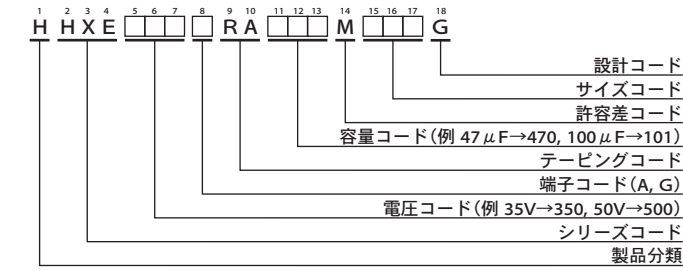 1 2 3 4 5 6 7 8 9 10 11 12 13 14 15 16 17 18
H HXE □□□ □ RA □□□ M □□□ G
設計コード
サイズコード
許容差コード
容量コード(例 47μF→470, 100μF→101)
テーピングコード
端子コード(A, G)
電圧コード(例 35V→350, 50V→500)
シリーズコード
製品分類